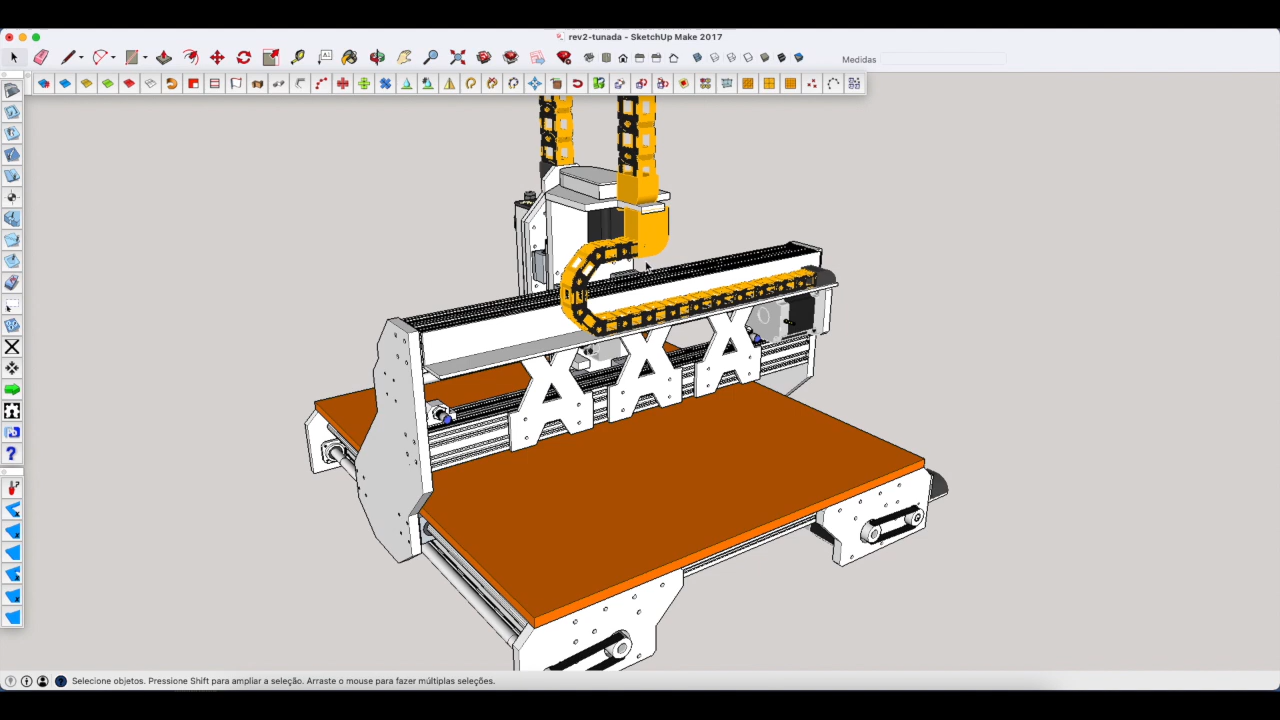 rev2-tunada - SketchUp Make 2017
Medidas
Selecione objetos. Pressione Shift para ampliar a seleção. Arraste o mouse para fazer múltiplas seleções.